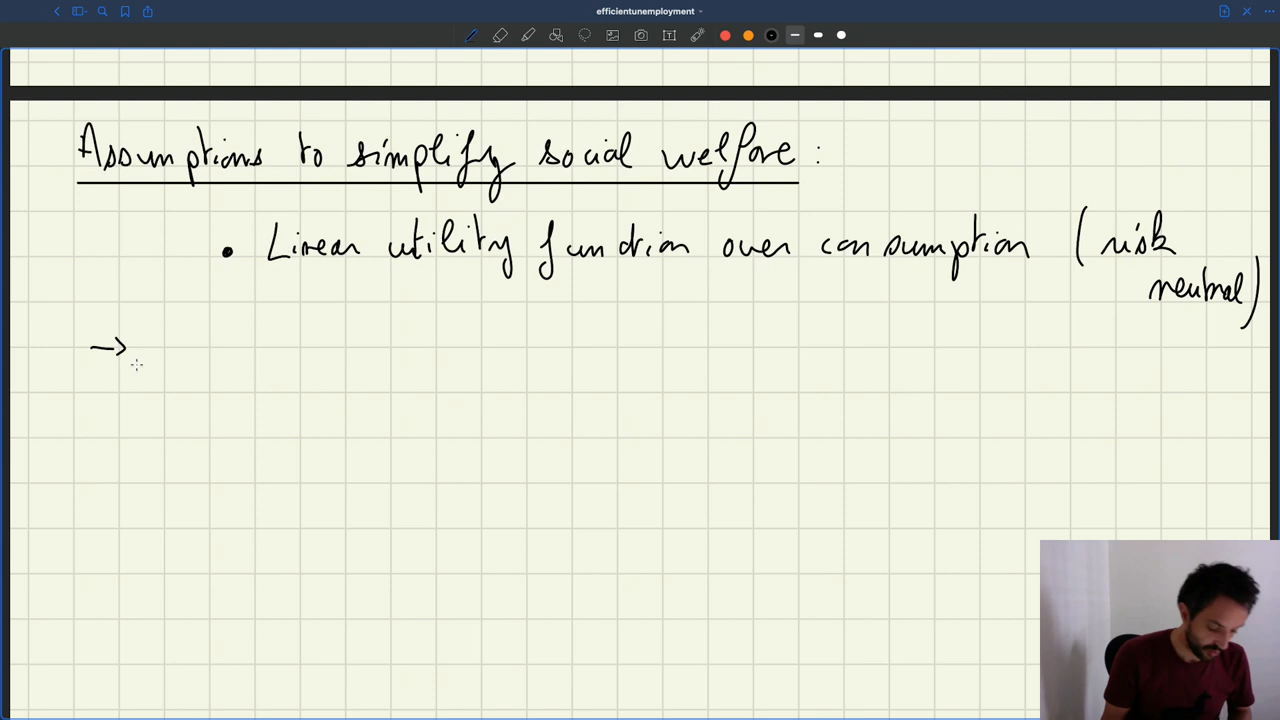 efficientunemployment
Assumptions to simplify social welfare :
• Linear utility function over consumption (risk
neutral)
→